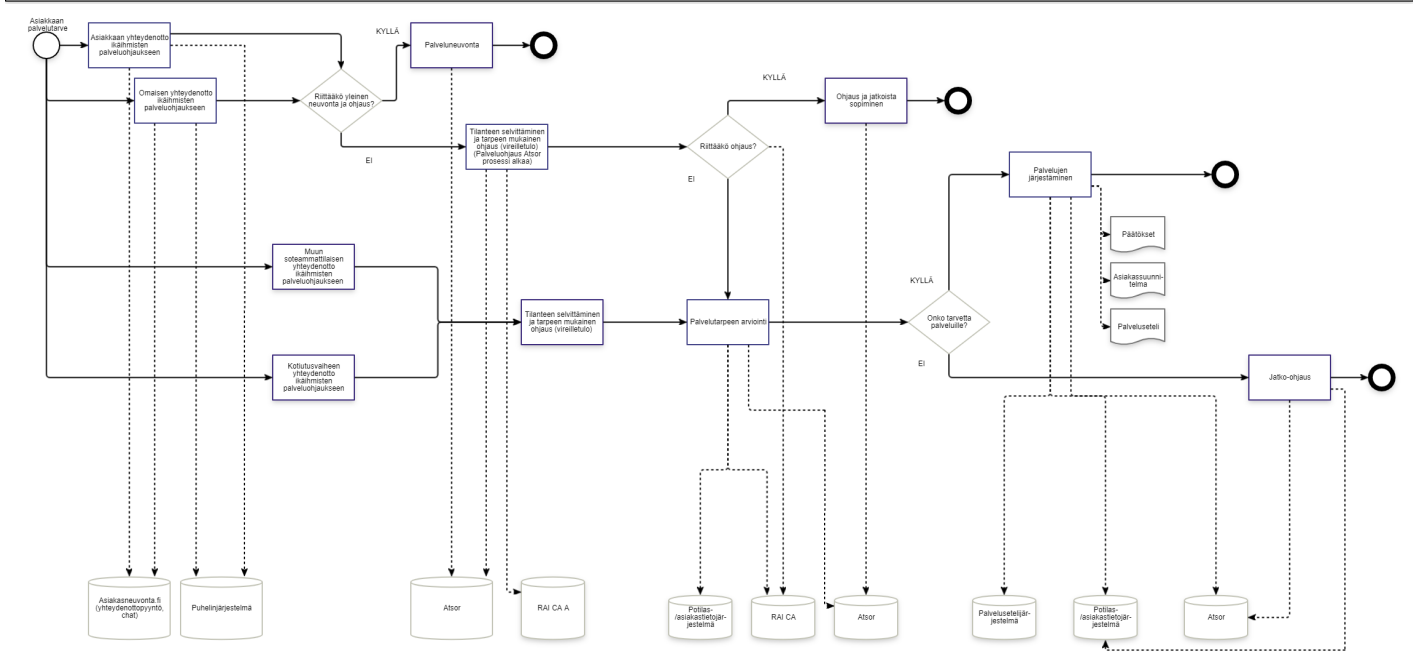 Asiakkaan
palvelutarve
Asiakkaan yhteydenotto
ikäihmisten
palveluohjaukseen
KYLLÄ
Palveluneuvonta
Omaisen yhteydenotto
ikäihmisten
palveluohjaukseen
Riittääkö yleinen
neuvonta ja ohjaus?
EI
Tilanteen selvittäminen
ja tarpeen mukainen
ohjaus (vireilletulo)
(Palveluohjaus Atsor
prosessi alkaa)
KYLLÄ
Ohjaus ja jatkoista
sopiminen
Riittääkö ohjaus?
EI
Palvelujen
järjestäminen
Päätökset
Asiakassuunni-
telma
Palveluseteli
Muun
soteammattilaisen
yhteydenotto
ikäihmisten
palveluohjaukseen
Tilanteen selvittäminen
ja tarpeen mukainen
ohjaus (vireilletulo)
Palvelutarpeen arviointi
KYLLÄ
Onko tarvetta
palveluille?
EI
Kotiutusvaiheen
yhteydenotto
ikäihmisten
palveluohjaukseen
Jatko-ohjaus
Asiakasneuvonta.fi
(yhteydenottopyyntö,
chat)
Puhelinjärjestelmä
Atsor
RAI CA A
Potilas-
/asiakastietojär-
jestelmä
RAI CA
Atsor
Palvelusetelijär-
jestelmä
Potilas-
/asiakastietojär-
jestelmä
Atsor